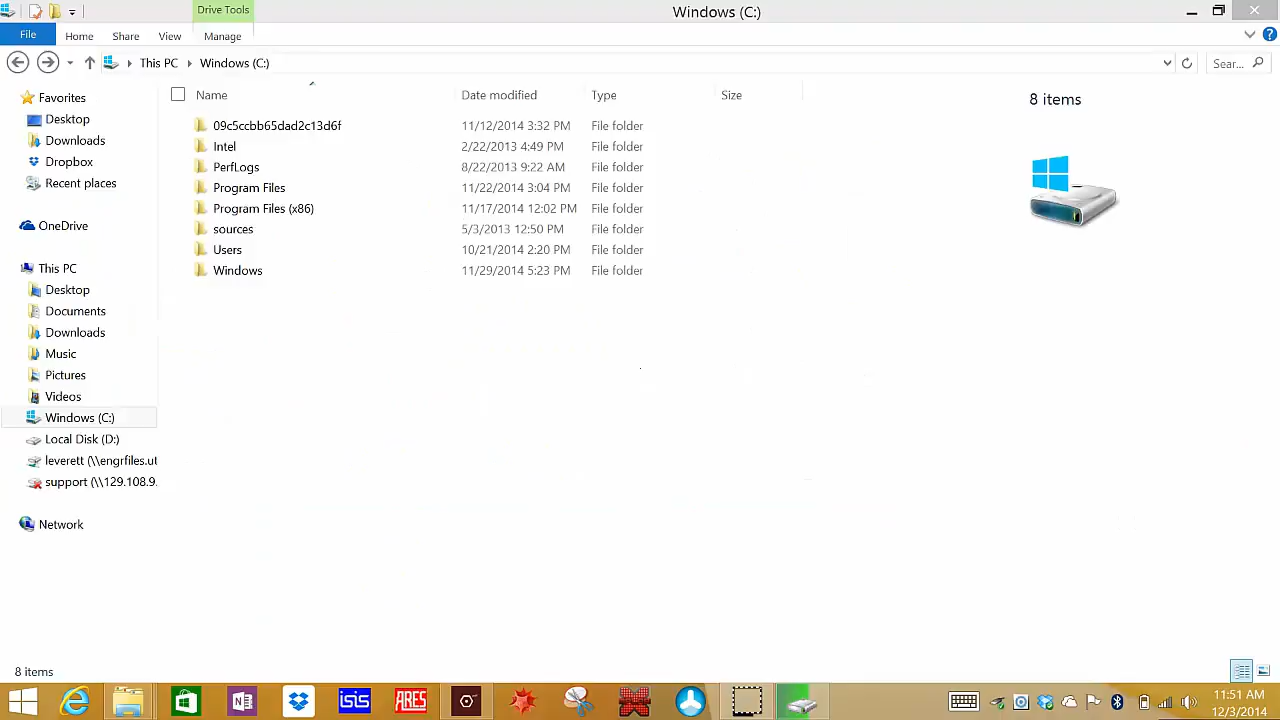 Drive Tools
Windows (C:)
File Home Share View Manage
This PC Windows (C:) Sear...
Name Date modified Type Size
09c5ccbb65dad2c13d6f 11/12/2014 3:32 PM File folder
Intel 2/22/2013 4:49 PM File folder
PerfLogs 8/22/2013 9:22 AM File folder
Program Files 11/22/2014 3:04 PM File folder
Program Files (x86) 11/17/2014 12:02 PM File folder
sources 5/3/2013 12:50 PM File folder
Users 10/21/2014 2:20 PM File folder
Windows 11/29/2014 5:23 PM File folder
8 items
Favorites
Desktop
Downloads
Dropbox
Recent places
OneDrive
This PC
Desktop
Documents
Downloads
Music
Pictures
Videos
Windows (C:)
Local Disk (D:)
leverett (\\engrfiles.ut
support (\\129.108.9.
Network
8 items
isis
ARES
11:51 AM
12/3/2014